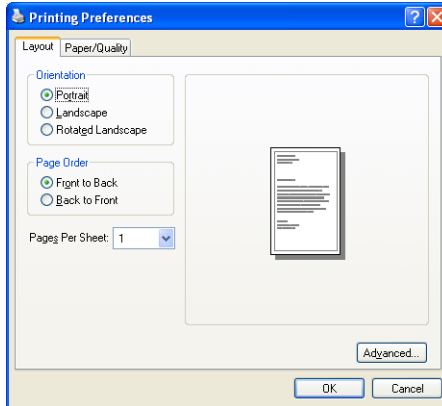 Printing Preferences
Layout
Paper/Quality
Orientation
Portrait
Landscape
Rotated Landscape
Page Order
Front to Back
Back to Front
Pages Per Sheet: 1
Advanced...
OK
Cancel